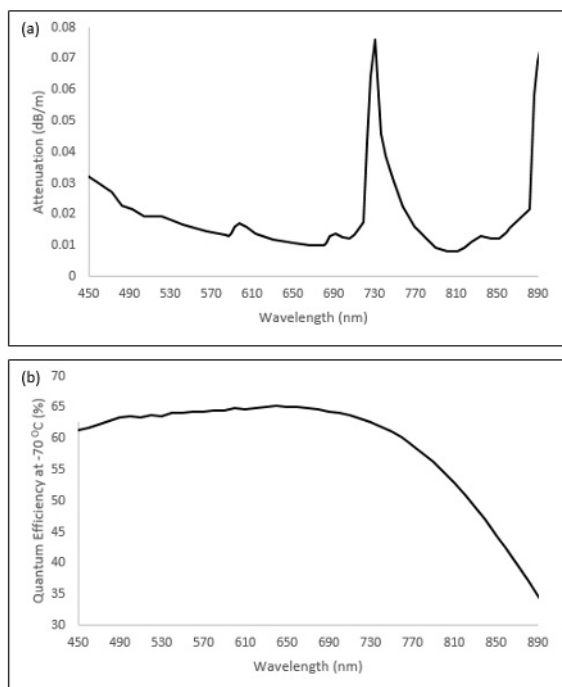 (a)
Attenuation (dB/m)
0.08
0.07
0.06
0.05
0.04
0.03
0.02
0.01
0
450 490 530 570 610 650 690 730 770 810 850 890
Wavelength (nm)
(b)
Quantum Efficiency at -70 ⁰C (%)
70
65
60
55
50
45
40
35
30
450 490 530 570 610 650 690 730 770 810 850 890
Wavelength (nm)